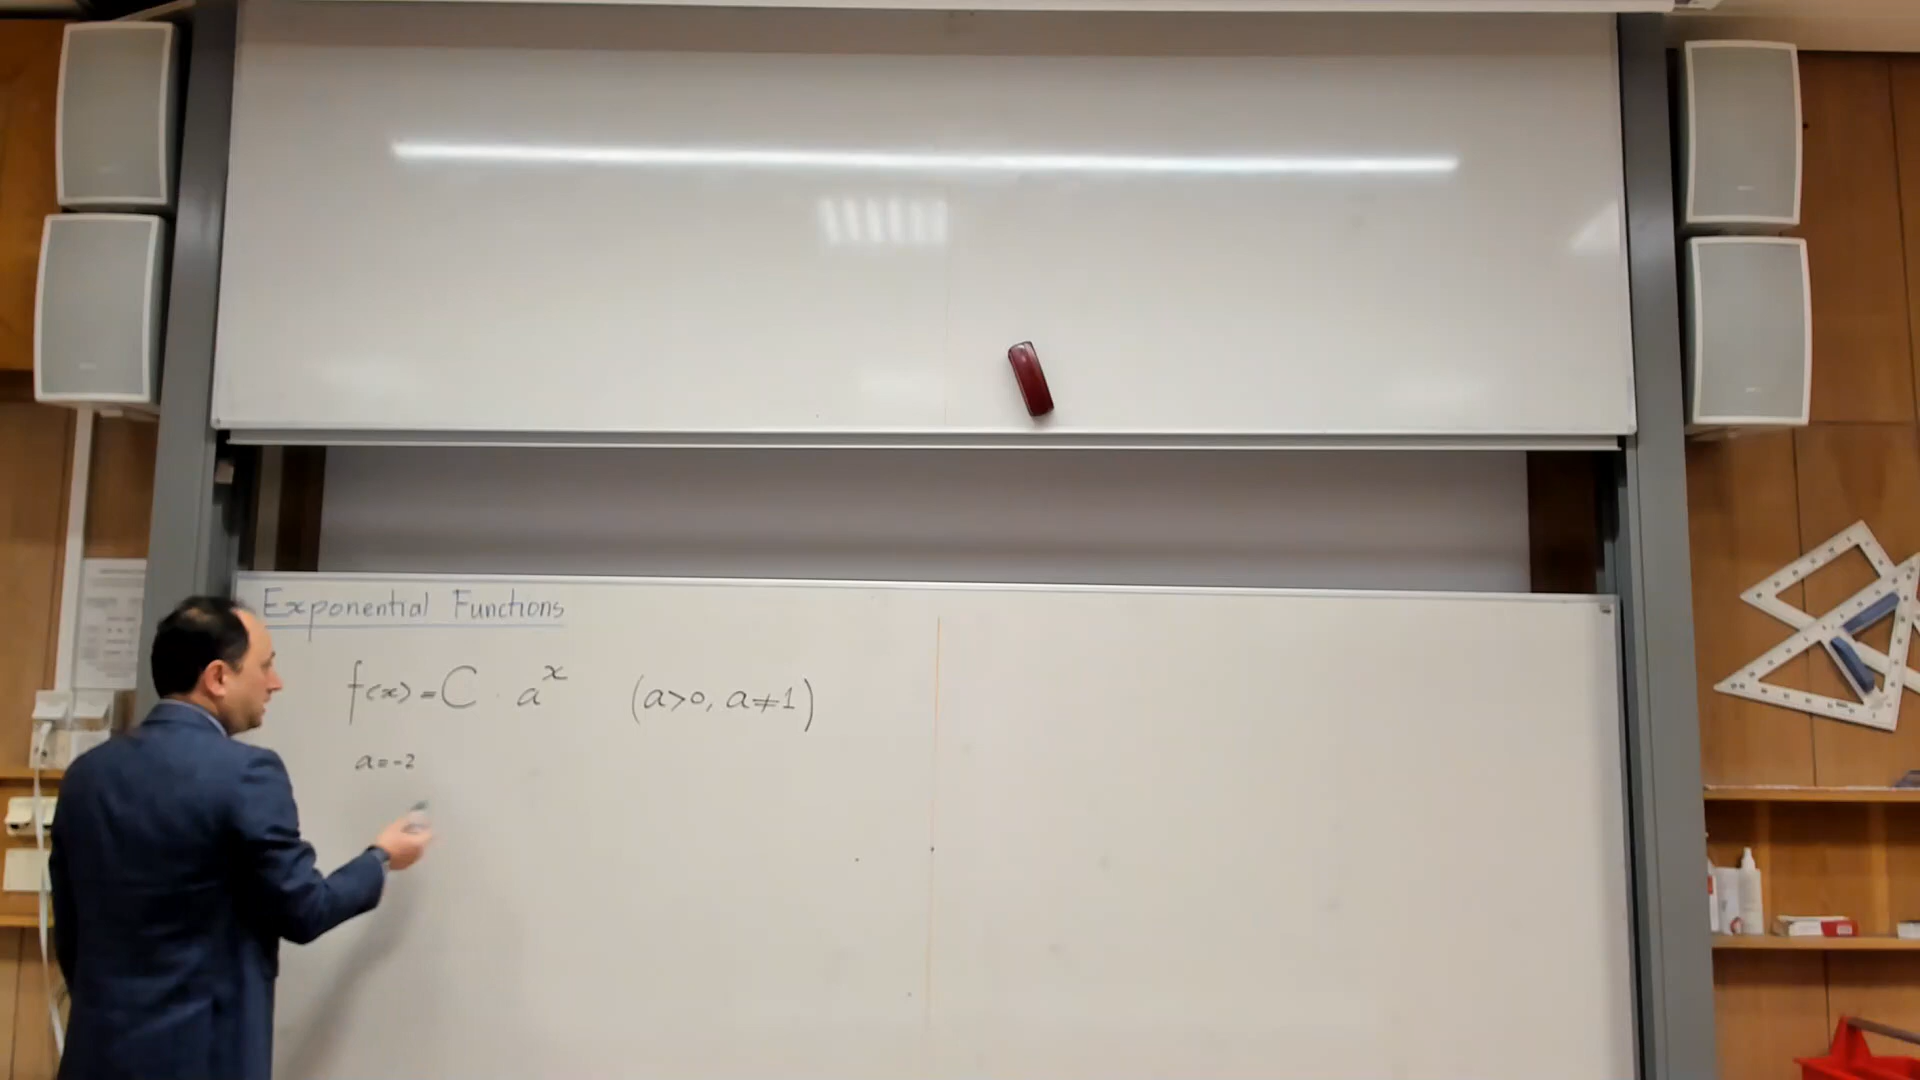 Exponential Functions
f(x) = C · a^x (a>0, a≠1)
a=-2